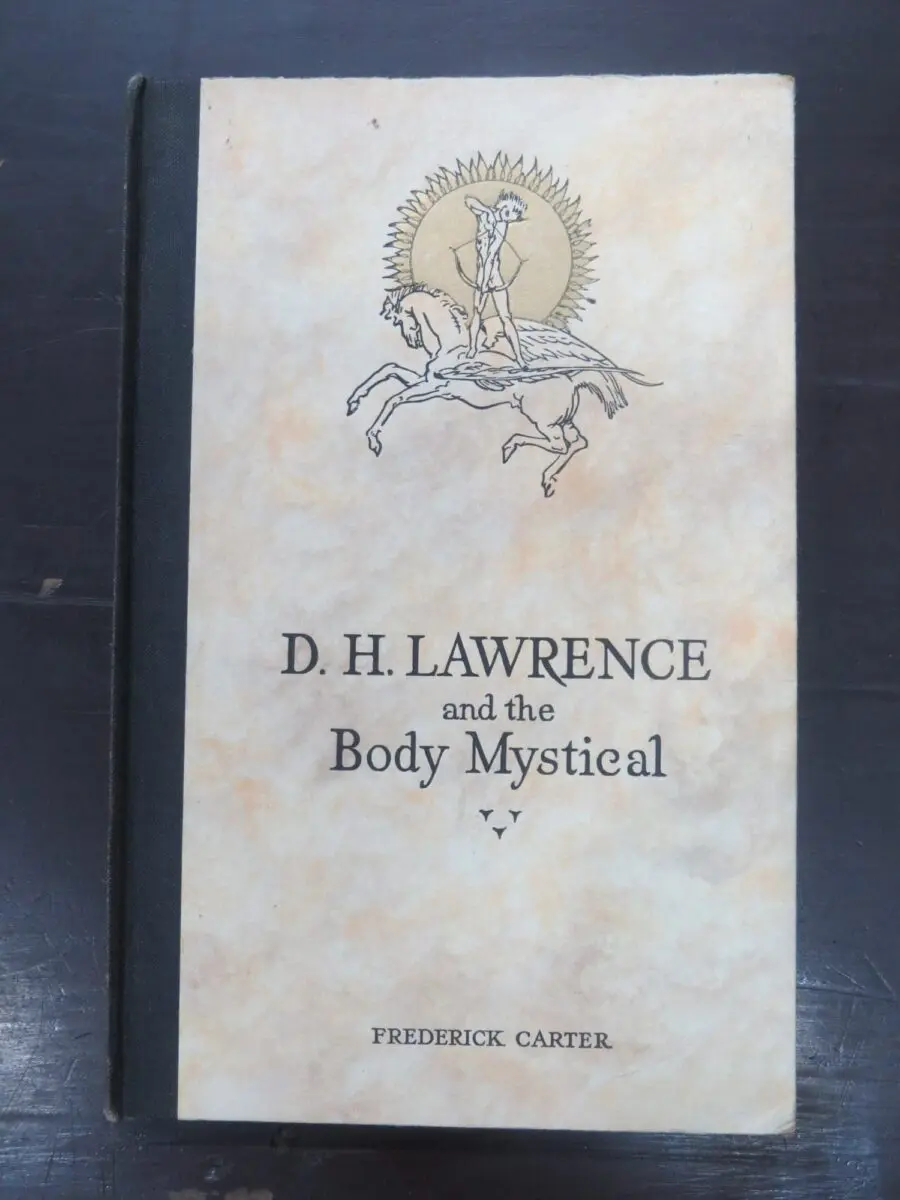 D. H. LAWRENCE
and the
Body Mystical
FREDERICK CARTER